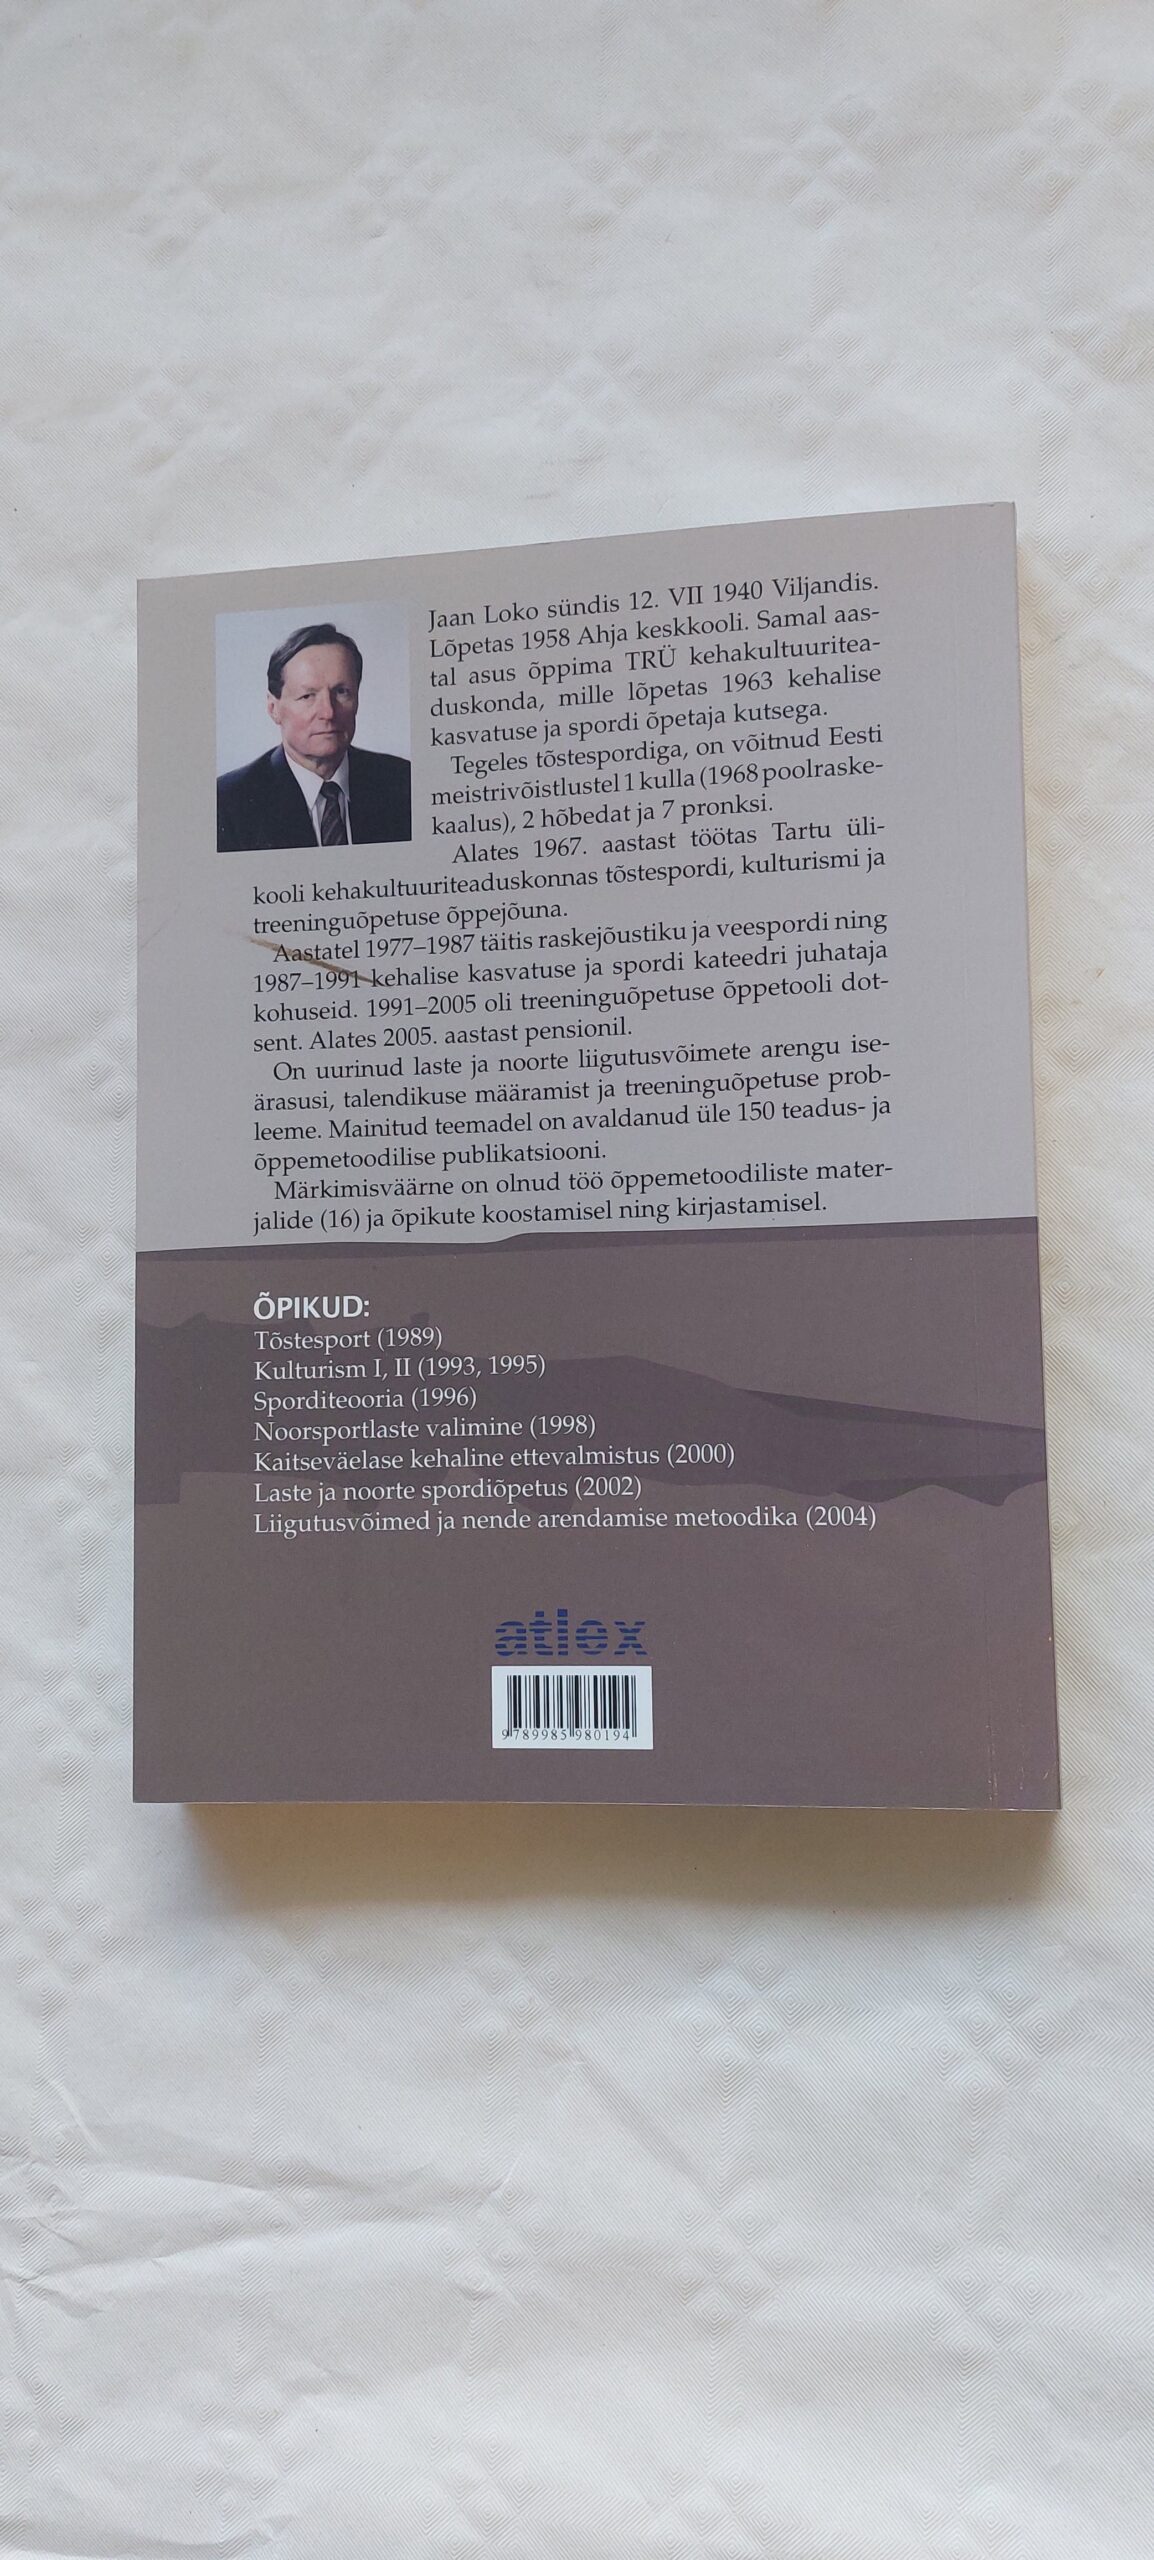 Jaan Loko sündis 12. VII 1940 Viljandis.
Lõpetas 1958 Ahja keskkooli. Samal aas-
tal asus õppima TRÜ kehakultuuritea-
duskonda, mille lõpetas 1963 kehalise
kasvatuse ja spordi õpetaja kutsega.
Tegeles tõstespordiga, on võitnud Eesti
meistrivõistlustel 1 kulla (1968 poolraske-
kaalus), 2 hõbedat ja 7 pronksi.
Alates 1967. aastast töötas Tartu üli-
kooli kehakultuuriteaduskonnas tõstespordi, kulturismi ja
treeninguõpetuse õppejõuna.
Aastatel 1977–1987 täitis raskejõustiku ja veespordi ning
1987–1991 kehalise kasvatuse ja spordi kateedri juhataja
kohuseid. 1991–2005 oli treeninguõpetuse õppetooli dot-
sent. Alates 2005. aastast pensionil.
On uurinud laste ja noorte liigutusvõimete arengu ise-
ärasusi, talendikuse määramist ja treeninguõpetuse prob-
leeme. Mainitud teemadel on avaldanud üle 150 teadus- ja
õppemetoodilise publikatsiooni.
Märkimisväärne on olnud töö õppemetoodiliste mater-
jalide (16) ja õpikute koostamisel ning kirjastamisel.
ÕPIKUD:
Tõstesport (1989)
Kulturism I, II (1993, 1995)
Sporditeooria (1996)
Noorsportlaste valimine (1998)
Kaitseväelase kehaline ettevalmistus (2000)
Laste ja noorte spordiõpetus (2002)
Liigutusvõimed ja nende arendamise metoodika (2004)
atlex
9 789985 980194